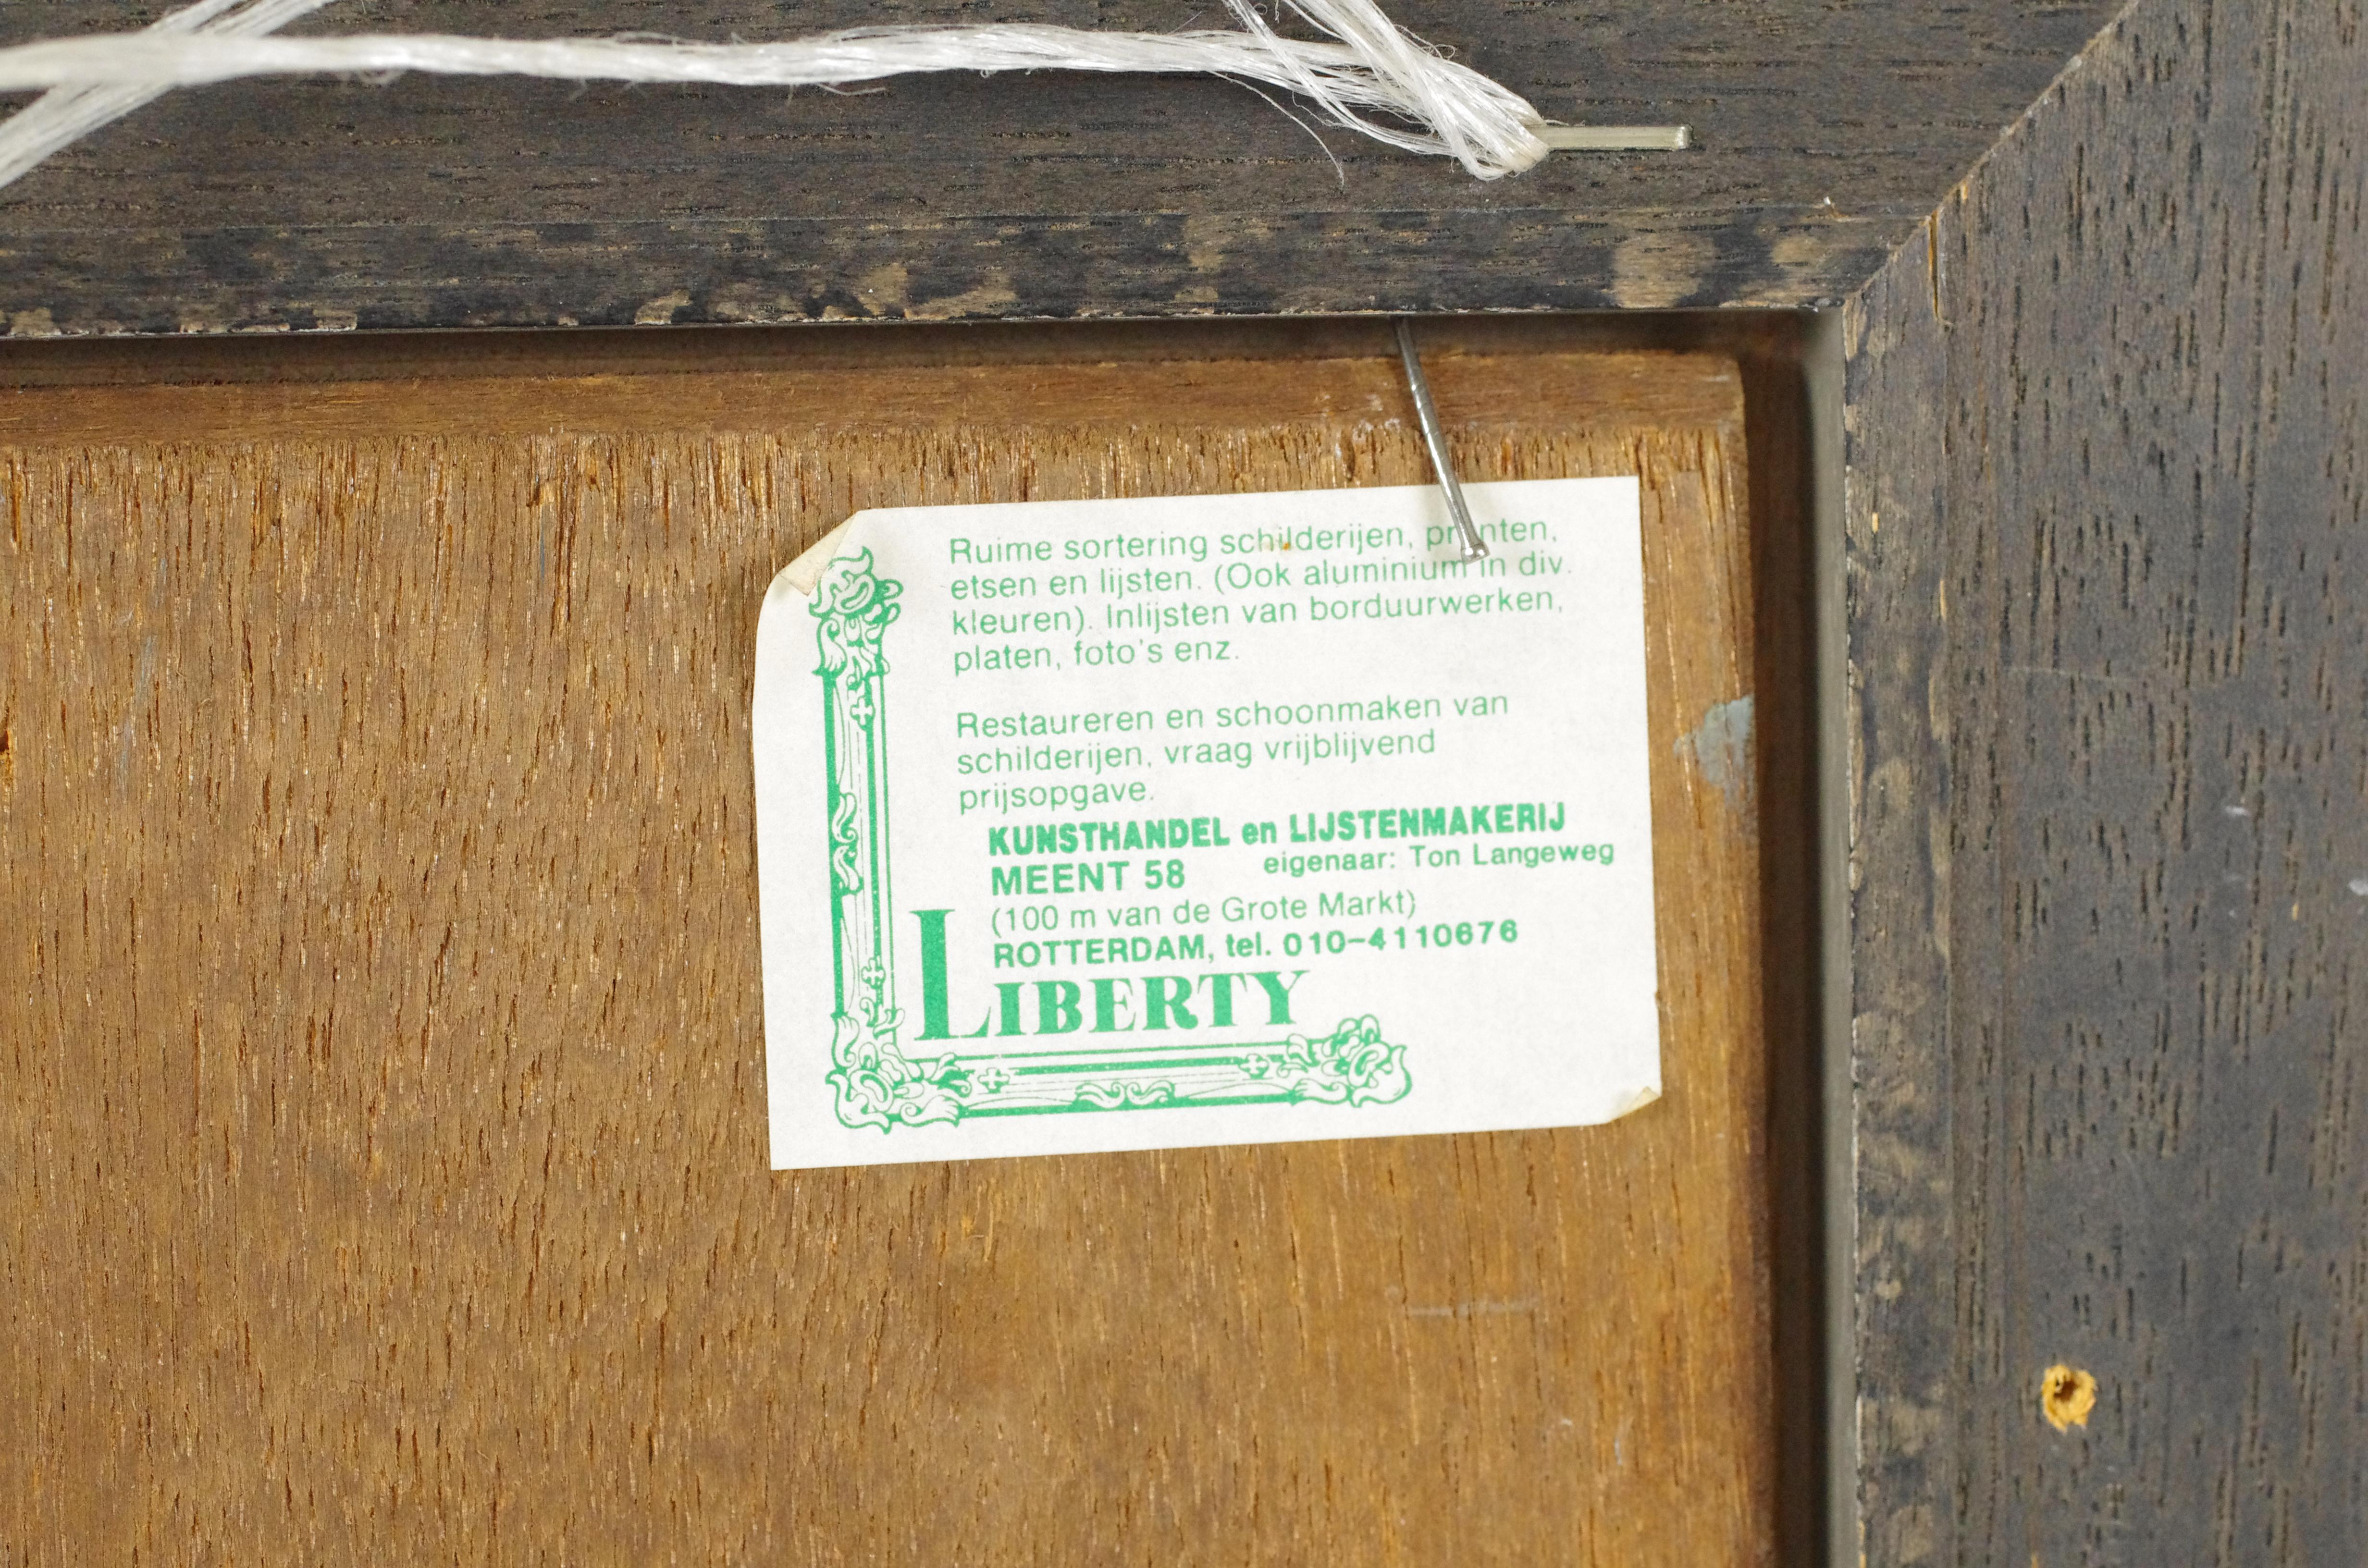 Ruime sortering schilderijen, prenten,
etsen en lijsten. (Ook aluminium in div.
kleuren). Inlijsten van borduurwerken,
platen, foto's enz.
Restaureren en schoonmaken van
schilderijen, vraag vrijblijvend
prijsopgave.
KUNSTHANDEL en LIJSTENMAKERIJ
MEENT 58 eigenaar: Ton Langeweg
(100 m van de Grote Markt)
ROTTERDAM, tel. 010-4110676
LIBERTY